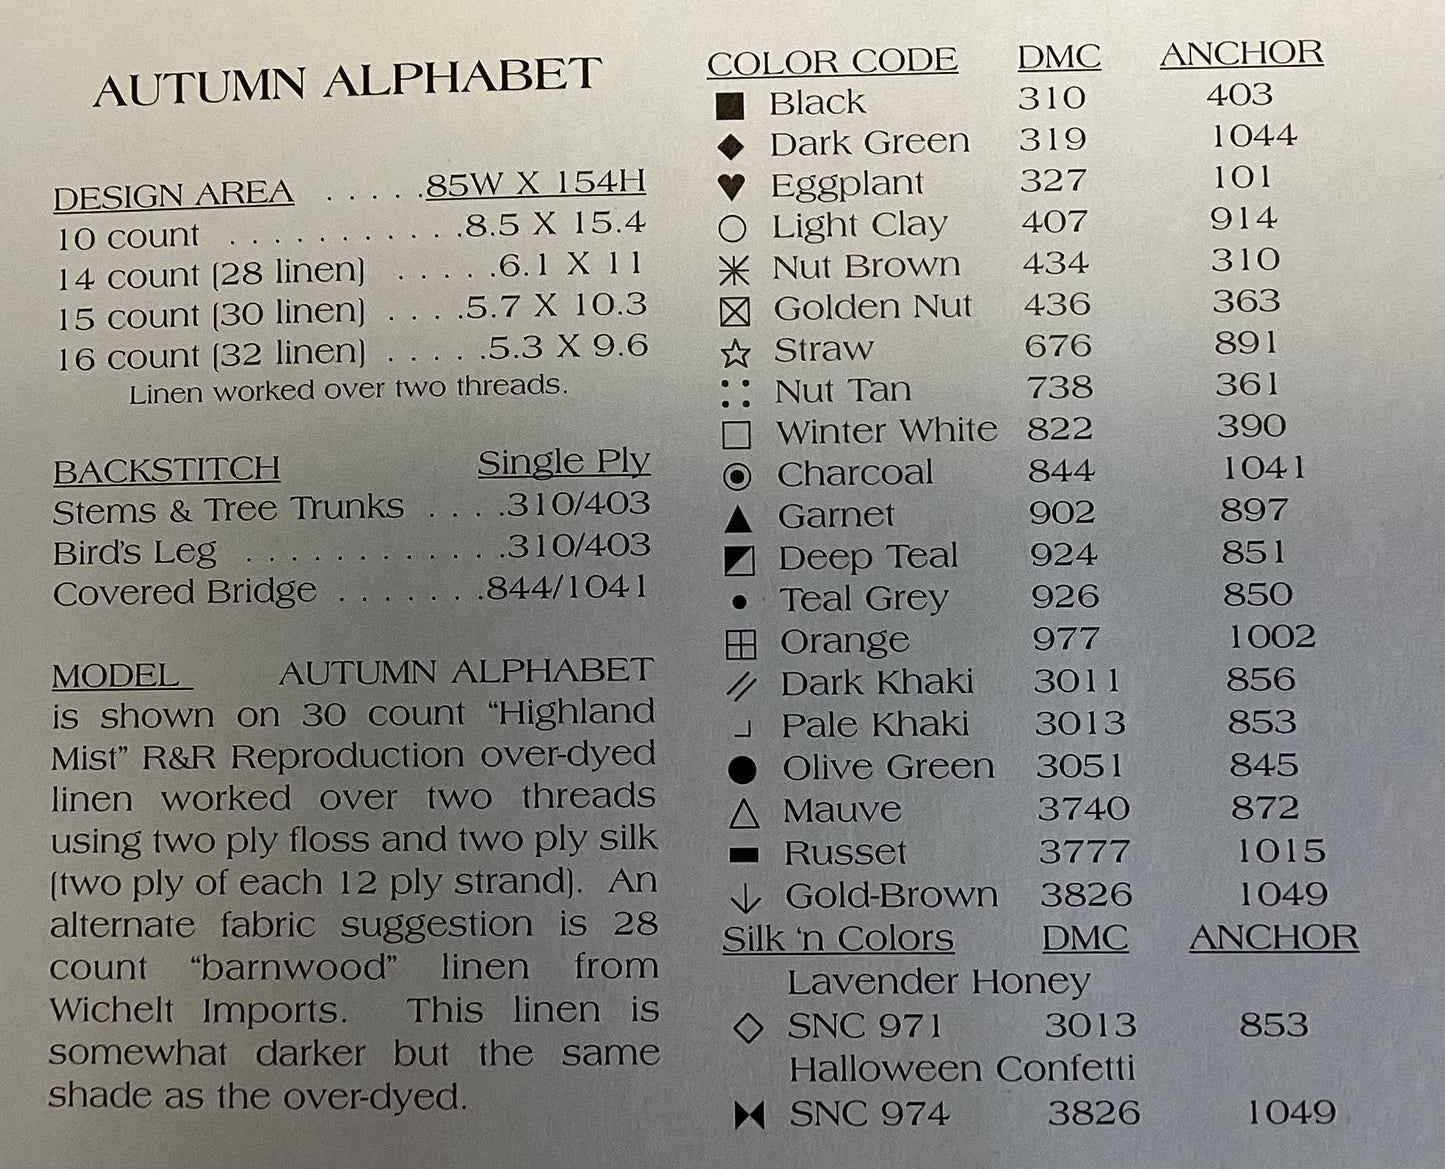 AUTUMN ALPHABET
DESIGN AREA . . . . .85W X 154H
10 count . . . . . . . . . . .8.5 X 15.4
14 count (28 linen) . . . . .6.1 X 11
15 count (30 linen) . . . .5.7 X 10.3
16 count (32 linen) . . . . .5.3 X 9.6
Linen worked over two threads.
BACKSTITCH Single Ply
Stems & Tree Trunks . . . .310/403
Bird's Leg . . . . . . . . . . . .310/403
Covered Bridge . . . . . . .844/1041
MODEL AUTUMN ALPHABET
is shown on 30 count “Highland
Mist” R&R Reproduction over-dyed
linen worked over two threads
using two ply floss and two ply silk
(two ply of each 12 ply strand). An
alternate fabric suggestion is 28
count “barnwood” linen from
Wichelt Imports. This linen is
somewhat darker but the same
shade as the over-dyed.
COLOR CODE DMC ANCHOR
Black 310 403
Dark Green 319 1044
Eggplant 327 101
Light Clay 407 914
Nut Brown 434 310
Golden Nut 436 363
Straw 676 891
Nut Tan 738 361
Winter White 822 390
Charcoal 844 1041
Garnet 902 897
Deep Teal 924 851
Teal Grey 926 850
Orange 977 1002
Dark Khaki 3011 856
Pale Khaki 3013 853
Olive Green 3051 845
Mauve 3740 872
Russet 3777 1015
Gold-Brown 3826 1049
Silk ‘n Colors DMC ANCHOR
Lavender Honey
SNC 971 3013 853
Halloween Confetti
SNC 974 3826 1049